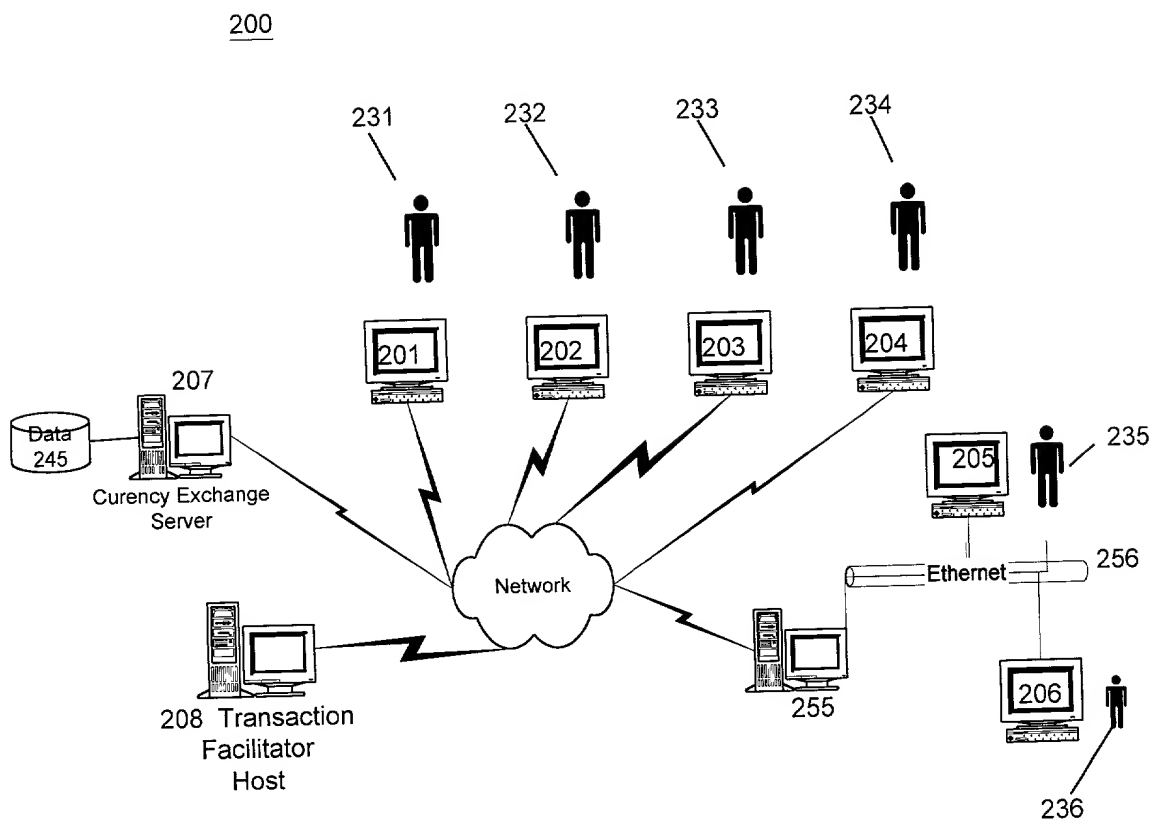 200
231
232
233
234
201
202
203
204
207
Data
245
Curency Exchange
Server
205
235
Network
Ethernet
256
208 Transaction
Facilitator
Host
255
206
236